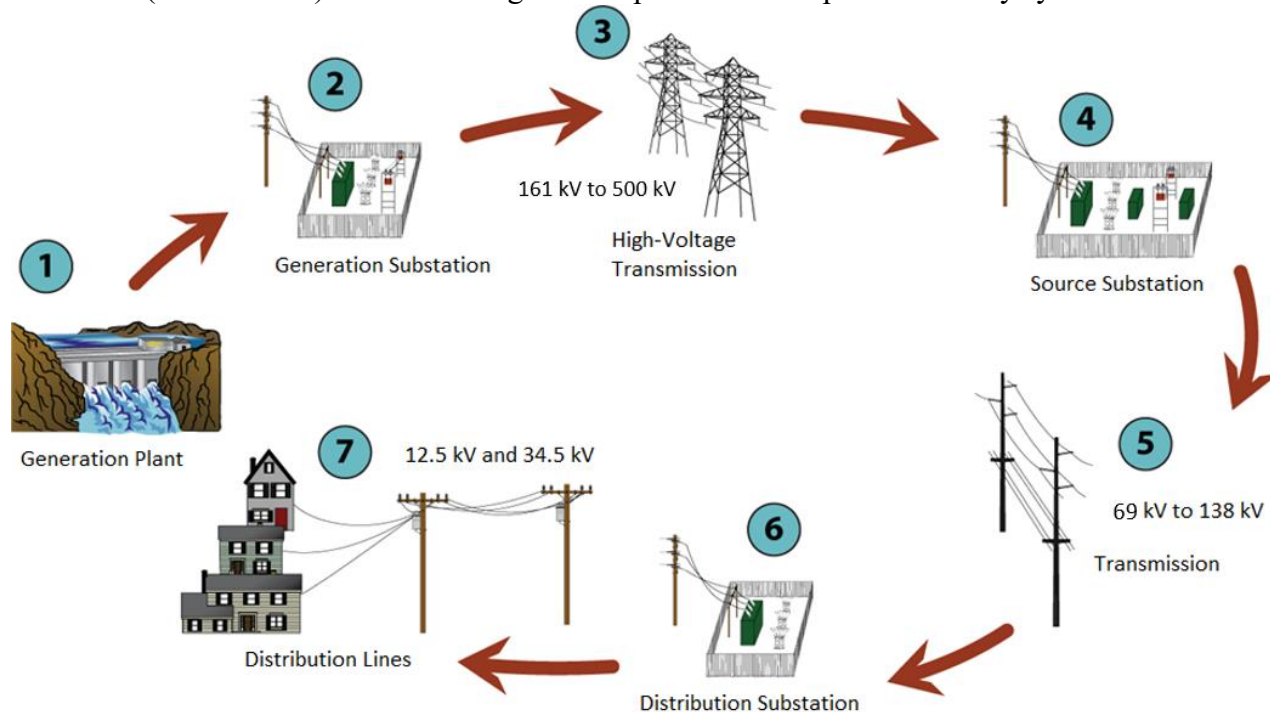 3
2
4
161 kV to 500 kV
High-Voltage
Transmission
Generation Substation
1
Source Substation
Generation Plant
7
12.5 kV and 34.5 kV
5
69 kV to 138 kV
Transmission
6
Distribution Lines
Distribution Substation